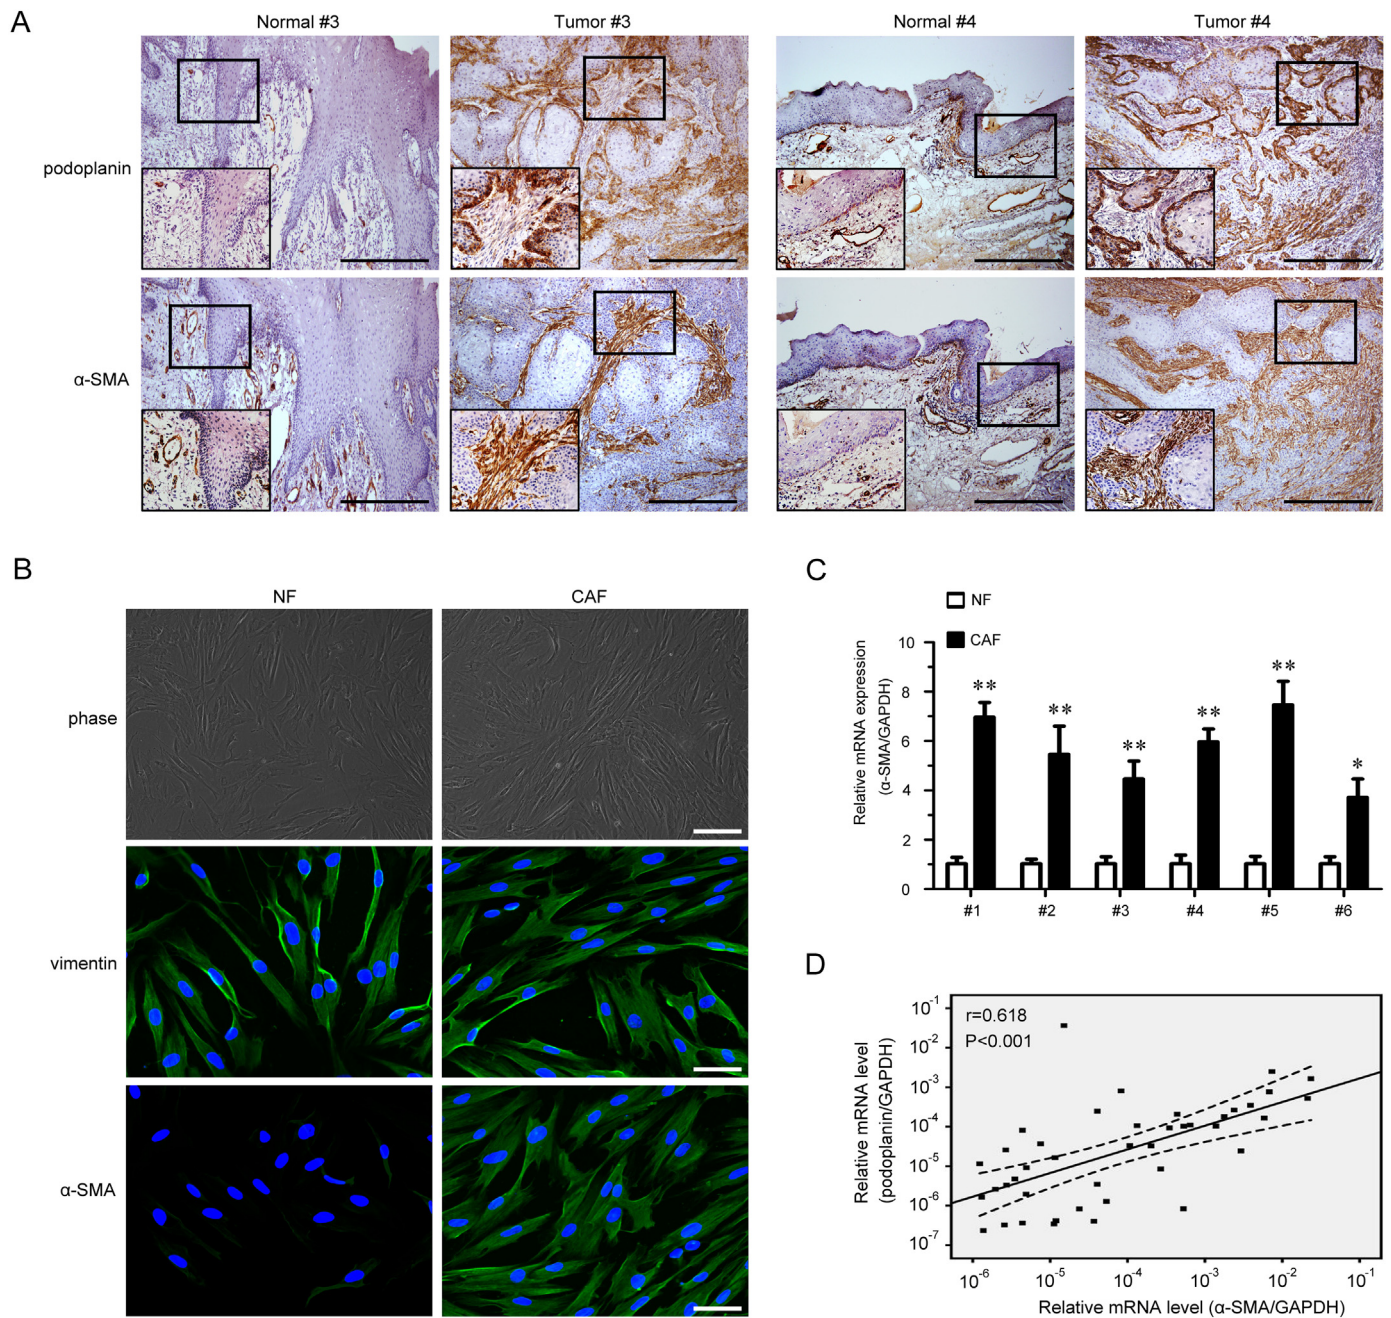 A
Normal #3
Tumor #3
Normal #4
Tumor #4
podoplanin
α-SMA
B
NF
CAF
phase
vimentin
α-SMA
C
NF
CAF
Relative mRNA expression
(α-SMA/GAPDH)
10
8
6
4
2
0
**
**
**
**
**
*
#1
#2
#3
#4
#5
#6
D
r=0.618
P<0.001
Relative mRNA level
(podoplanin/GAPDH)
10⁻¹
10⁻²
10⁻³
10⁻⁴
10⁻⁵
10⁻⁶
10⁻⁷
10⁻⁶
10⁻⁵
10⁻⁴
10⁻³
10⁻²
10⁻¹
Relative mRNA level (α-SMA/GAPDH)